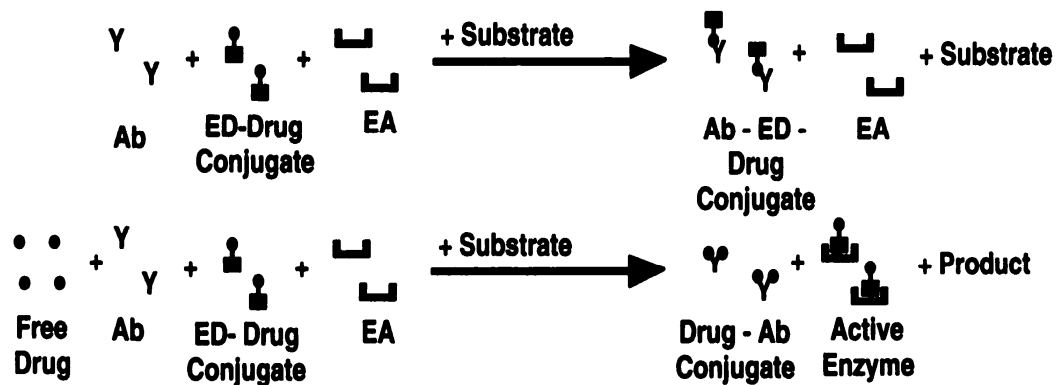 + Substrate
+ + + + Substrate
Ab ED-Drug Conjugate EA Ab - ED - Drug Conjugate EA
+ Substrate
+ + + + + Product
Free Drug Ab ED- Drug Conjugate EA Drug - Ab Conjugate Active Enzyme